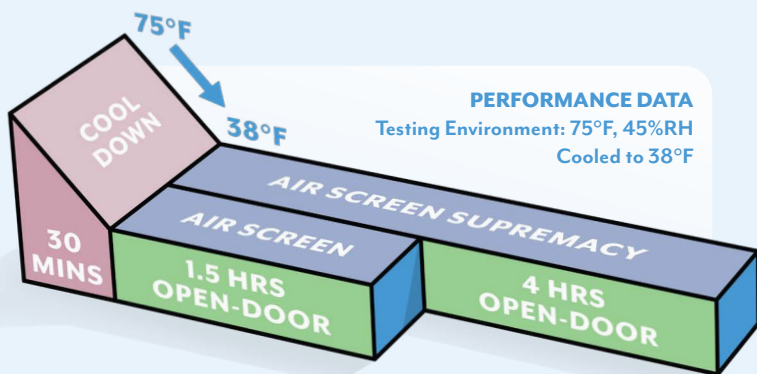 75°F
38°F
COOL
DOWN
30
MINS
PERFORMANCE DATA
Testing Environment: 75°F, 45%RH
Cooled to 38°F
AIR SCREEN SUPREMACY
AIR SCREEN
1.5 HRS
OPEN-DOOR
4 HRS
OPEN-DOOR